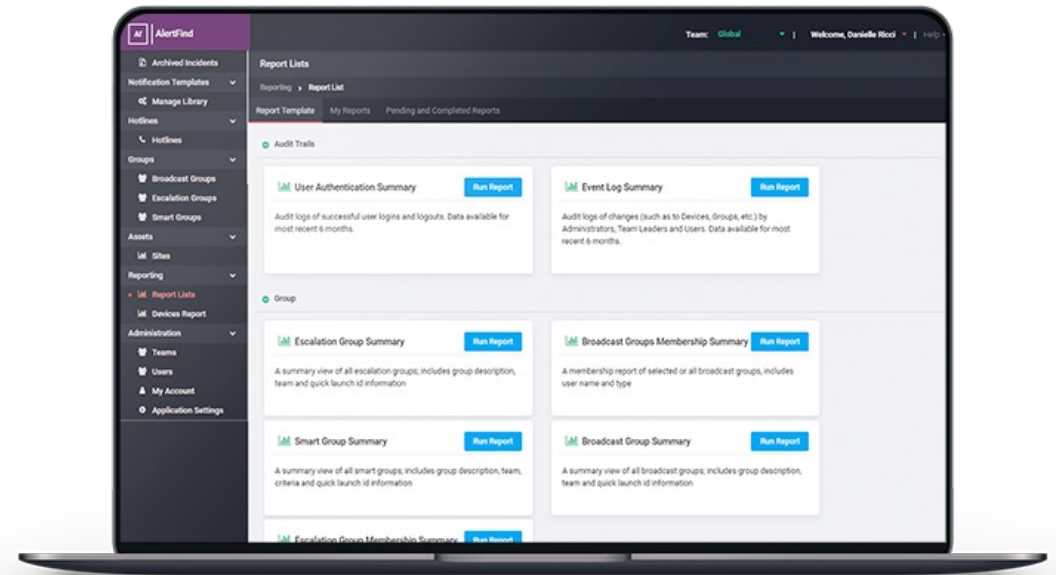 AF AlertFind
Team: Global | Welcome, Danielle Ricci | Help
Archived Incidents
Notification Templates
Manage Library
Hotlines
Hotlines
Groups
Broadcast Groups
Escalation Groups
Smart Groups
Assets
Sites
Reporting
Report Lists
Devices Report
Administration
Teams
Users
My Account
Application Settings
Report Lists
Reporting > Report List
Report Template My Reports Pending and Completed Reports
Audit Trails
User Authentication Summary Run Report
Audit logs of successful user logins and logouts. Data available for
most recent 6 months.
Event Log Summary Run Report
Audit logs of changes (such as to Devices, Groups, etc.) by
Administrators, Team Leaders and Users. Data available for most
recent 6 months.
Group
Escalation Group Summary Run Report
A summary view of all escalation groups; includes group description,
team and quick launch id information
Broadcast Groups Membership Summary Run Report
A membership report of selected or all broadcast groups, includes
user name and type
Smart Group Summary Run Report
A summary view of all smart groups; includes group description, team,
criteria and quick launch id information
Broadcast Group Summary Run Report
A summary view of all broadcast groups; includes group description,
team and quick launch id information
Escalation Group Membership Summary Run Report